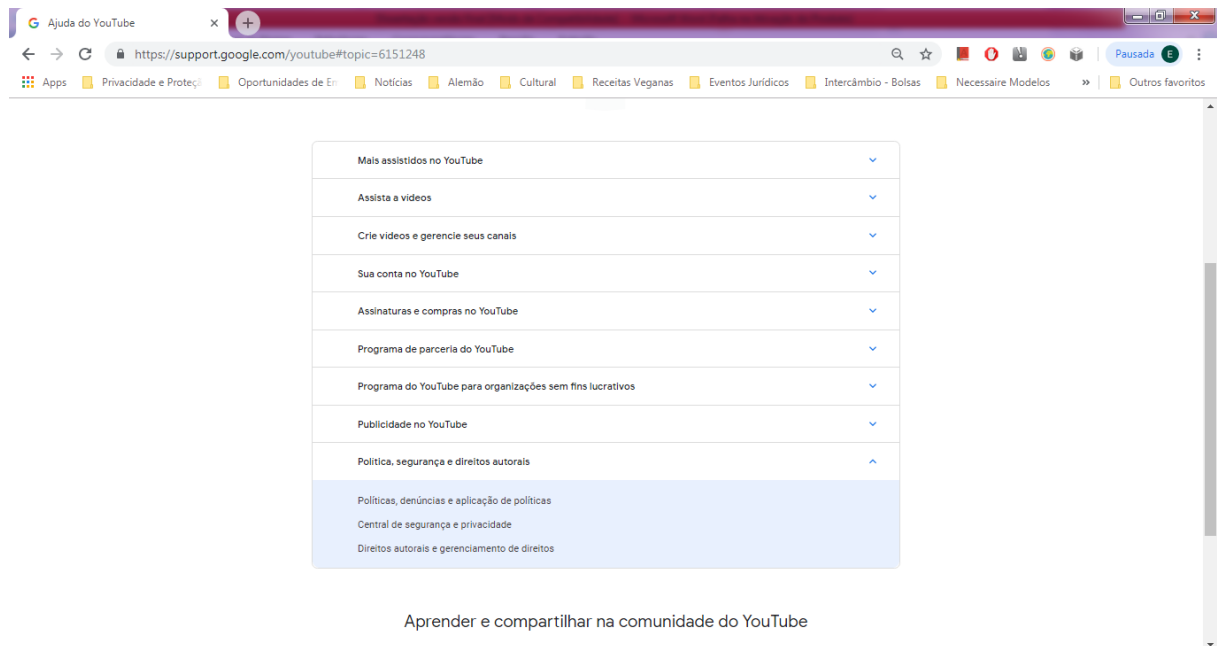 Ajuda do YouTube
https://support.google.com/youtube#topic=6151248
Pausada E
Apps Privacidade e Proteçã Oportunidades de En Notícias Alemão Cultural Receitas Veganas Eventos Jurídicos Intercâmbio - Bolsas Necessaire Modelos » Outros favoritos
Mais assistidos no YouTube
Assista a vídeos
Crie vídeos e gerencie seus canais
Sua conta no YouTube
Assinaturas e compras no YouTube
Programa de parceria do YouTube
Programa do YouTube para organizações sem fins lucrativos
Publicidade no YouTube
Política, segurança e direitos autorais
Políticas, denúncias e aplicação de políticas
Central de segurança e privacidade
Direitos autorais e gerenciamento de direitos
Aprender e compartilhar na comunidade do YouTube